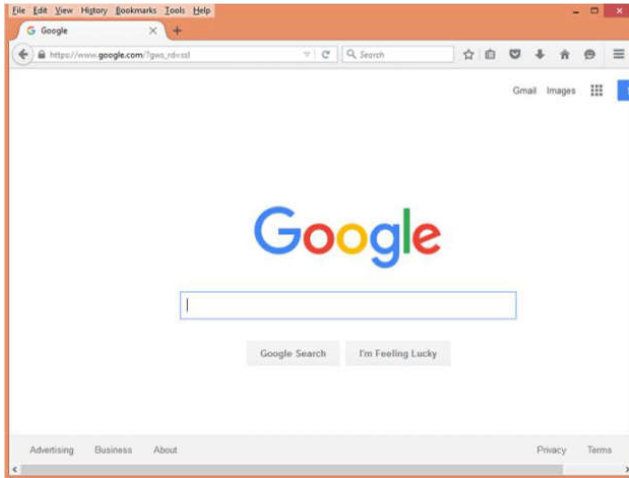 File Edit View History Bookmarks Tools Help
Google
https://www.google.com/?gws_rd=ssl
Search
Gmail Images
Google
Google Search I'm Feeling Lucky
Advertising Business About Privacy Terms